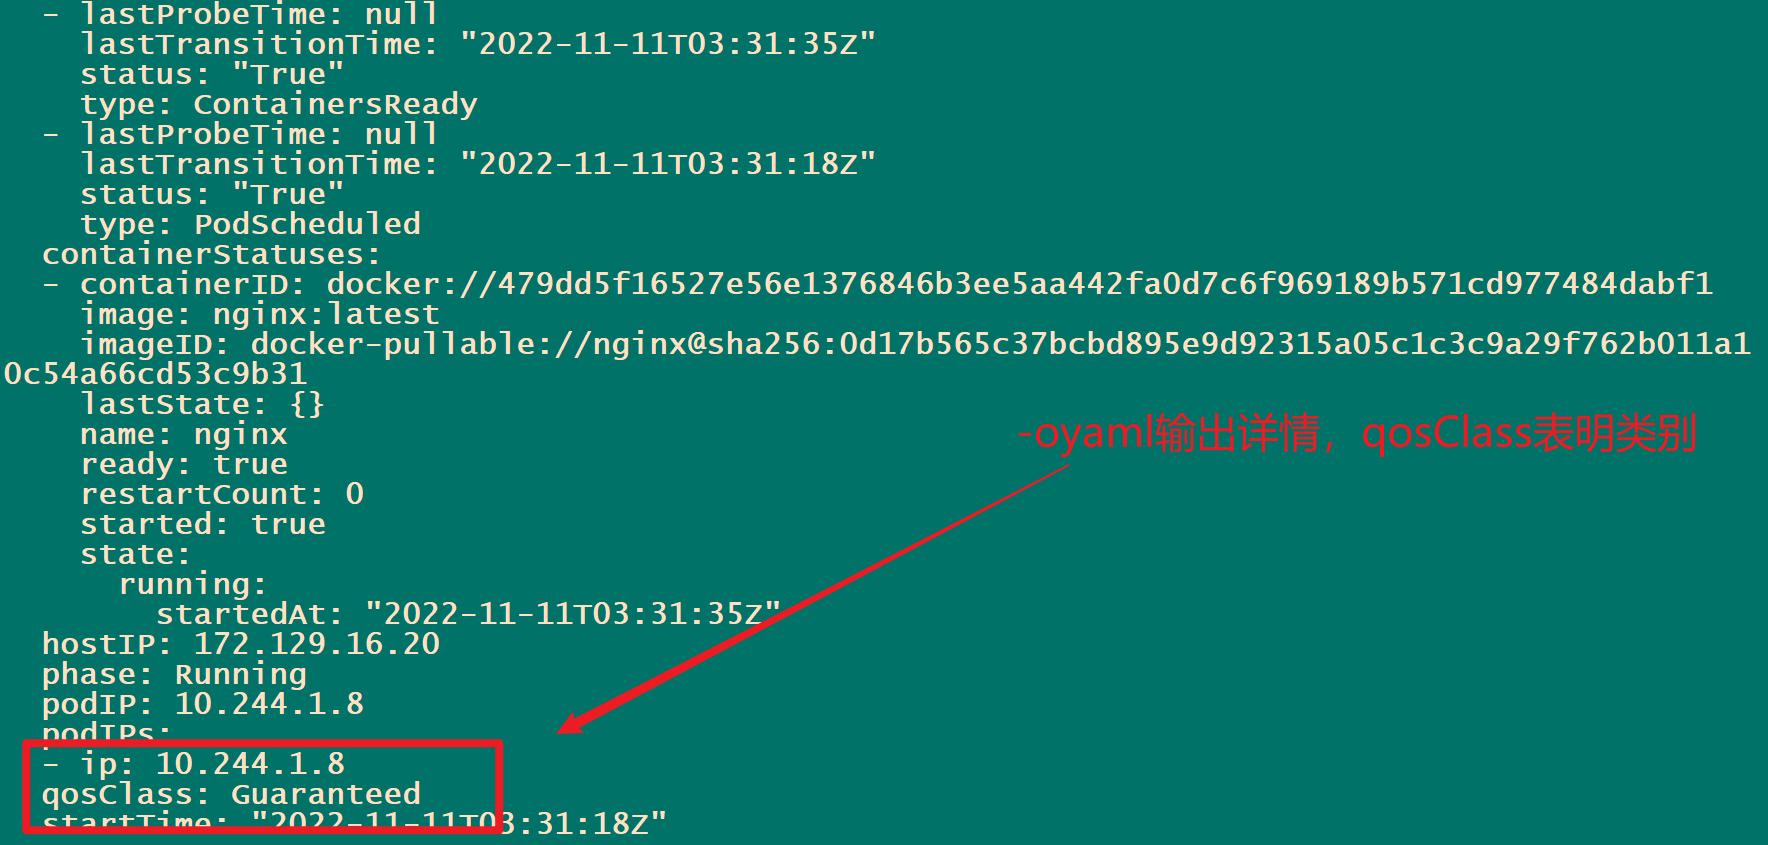 - lastProbeTime: null
lastTransitionTime: "2022-11-11T03:31:35Z"
status: "True"
type: ContainersReady
- lastProbeTime: null
lastTransitionTime: "2022-11-11T03:31:18Z"
status: "True"
type: PodScheduled
containerStatuses:
- containerID: docker://479dd5f16527e56e1376846b3ee5aa442fa0d7c6f969189b571cd977484dabf1
image: nginx:latest
imageID: docker-pullable://nginx@sha256:0d17b565c37bcbd895e9d92315a05c1c3c9a29f762b011a1
0c54a66cd53c9b31
lastState: {}
-oyaml输出详情，qosClass表明类别
name: nginx
ready: true
restartCount: 0
started: true
state:
running:
startedAt: "2022-11-11T03:31:35Z"
hostIP: 172.129.16.20
phase: Running
podIP: 10.244.1.8
podIPs:
- ip: 10.244.1.8
qosClass: Guaranteed
startTime: "2022-11-11T03:31:18Z"